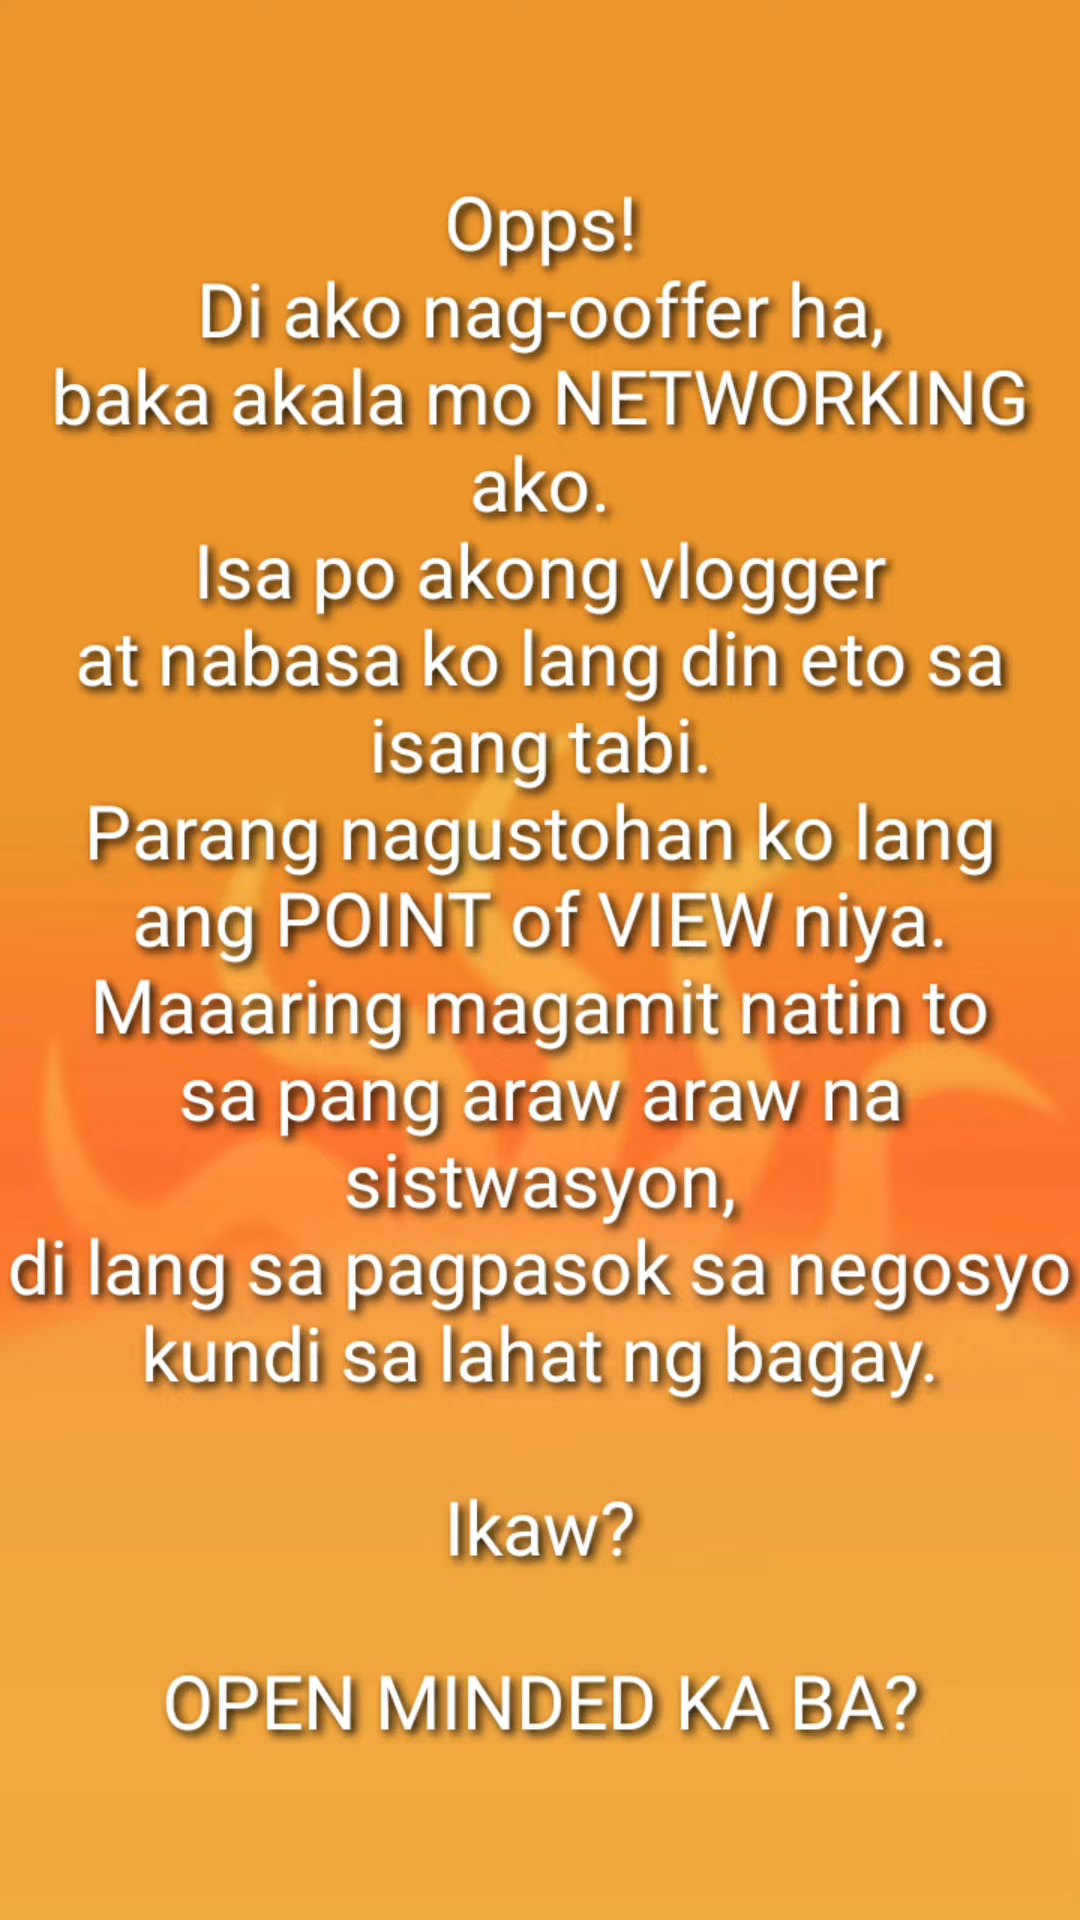 Opps!
Di ako nag-ooffer ha,
baka akala mo NETWORKING
ako.
Isa po akong vlogger
at nabasa ko lang din eto sa
isang tabi.
Parang nagustohan ko lang
ang POINT of VIEW niya.
Maaaring magamit natin to
sa pang araw araw na
sistwasyon,
di lang sa pagpasok sa negosyo
kundi sa lahat ng bagay.
Ikaw?
OPEN MINDED KA BA?